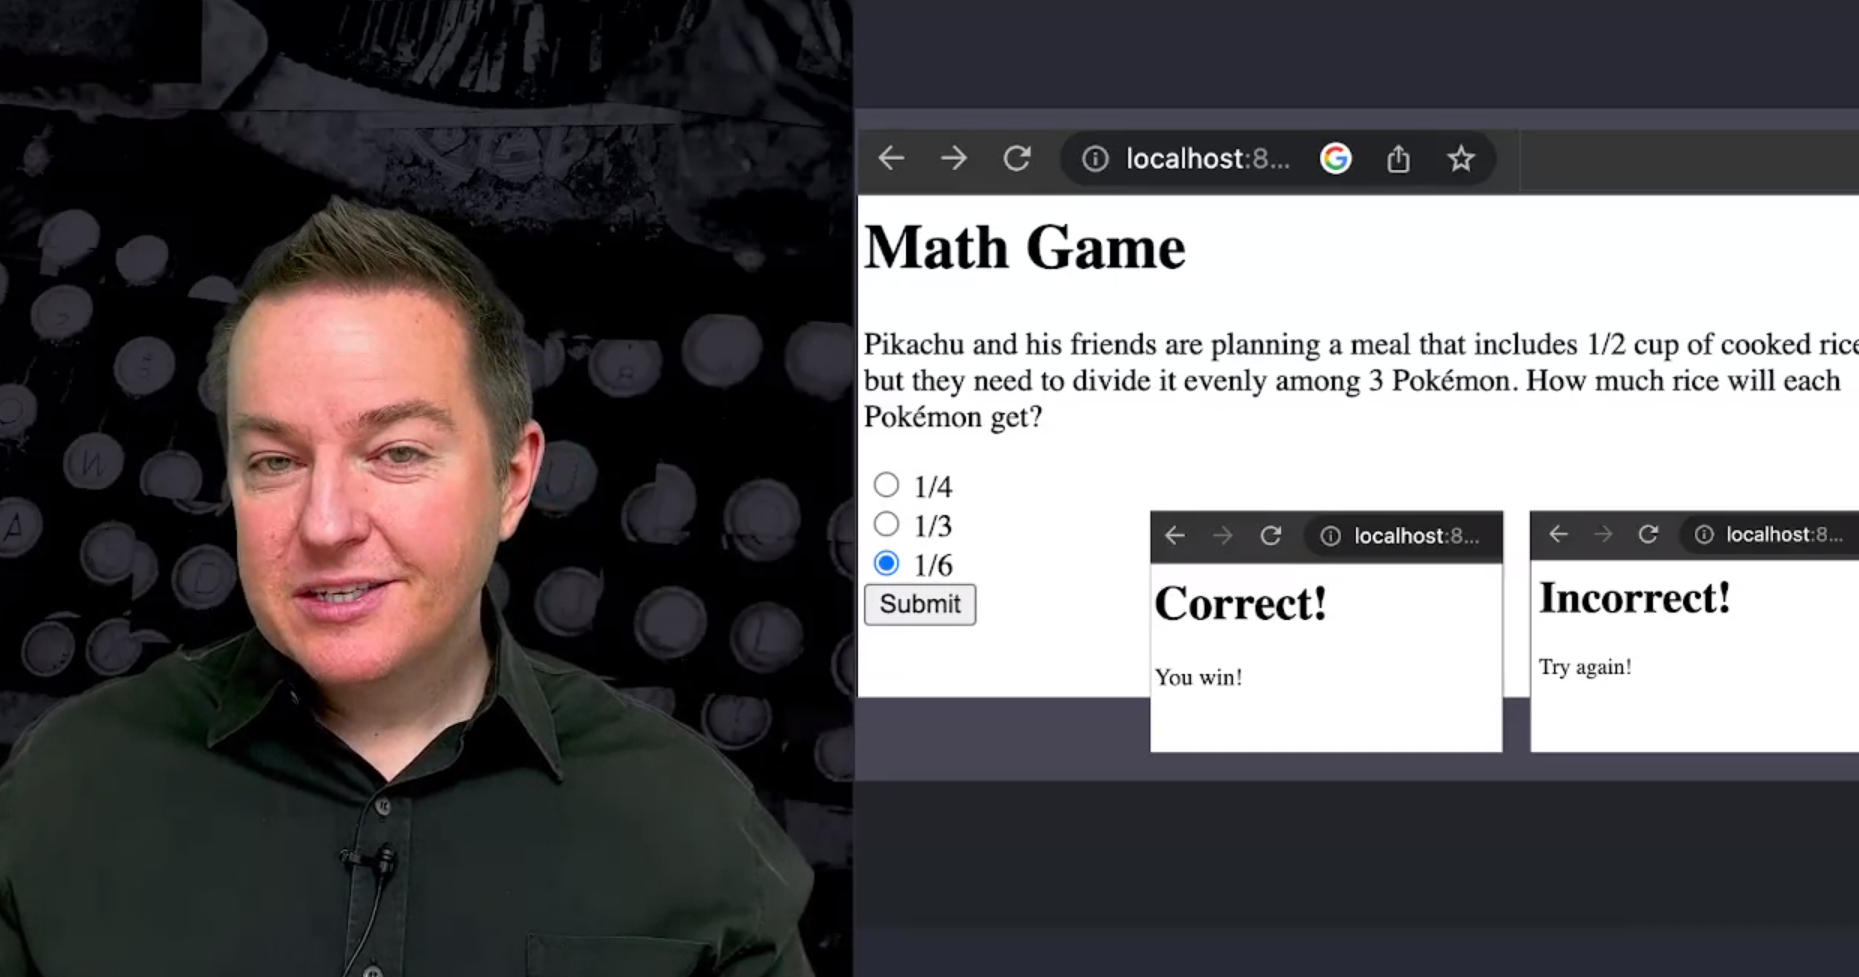 localhost:8...
Math Game
Pikachu and his friends are planning a meal that includes 1/2 cup of cooked rice
but they need to divide it evenly among 3 Pokémon. How much rice will each
Pokémon get?
1/4
1/3
1/6
Submit
localhost:8...
Correct!
You win!
localhost:8...
Incorrect!
Try again!